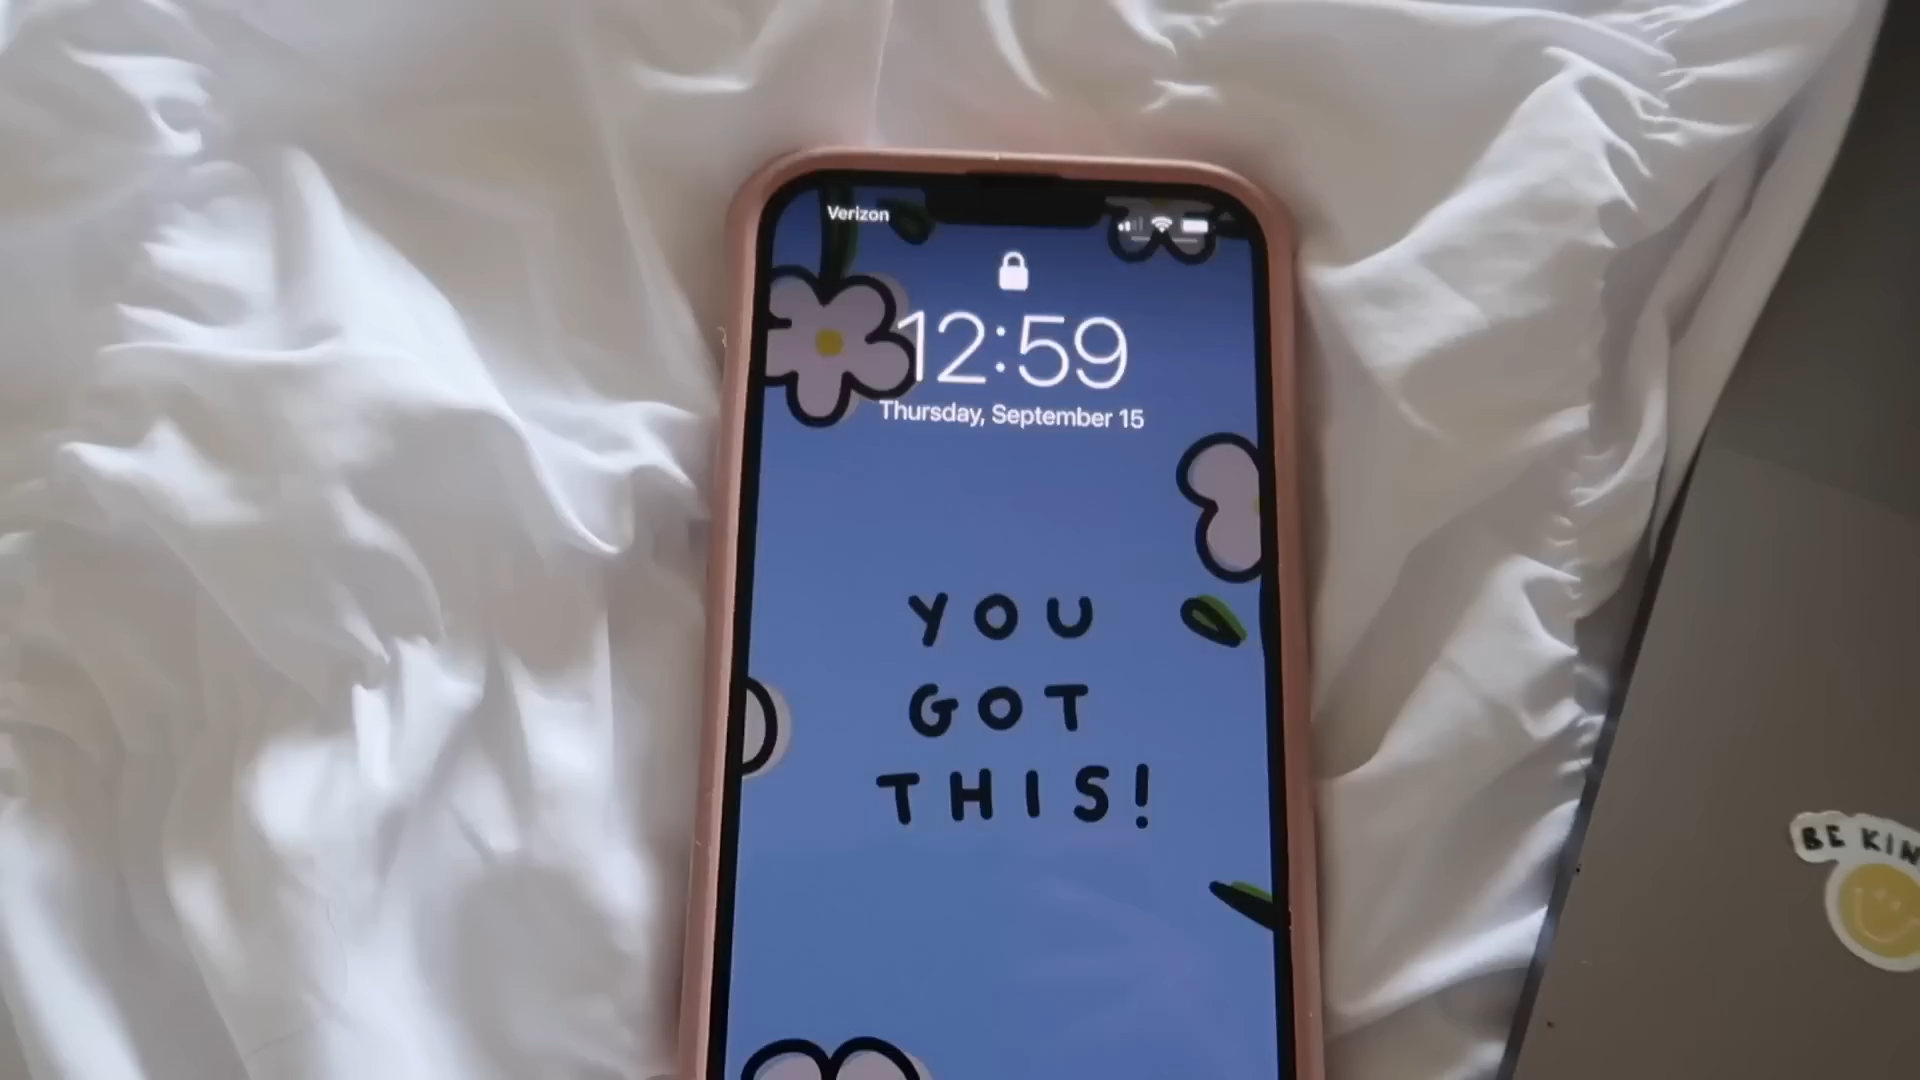 Verizon
12:59
Thursday, September 15
YOU
GOT
THIS!
BE KIN